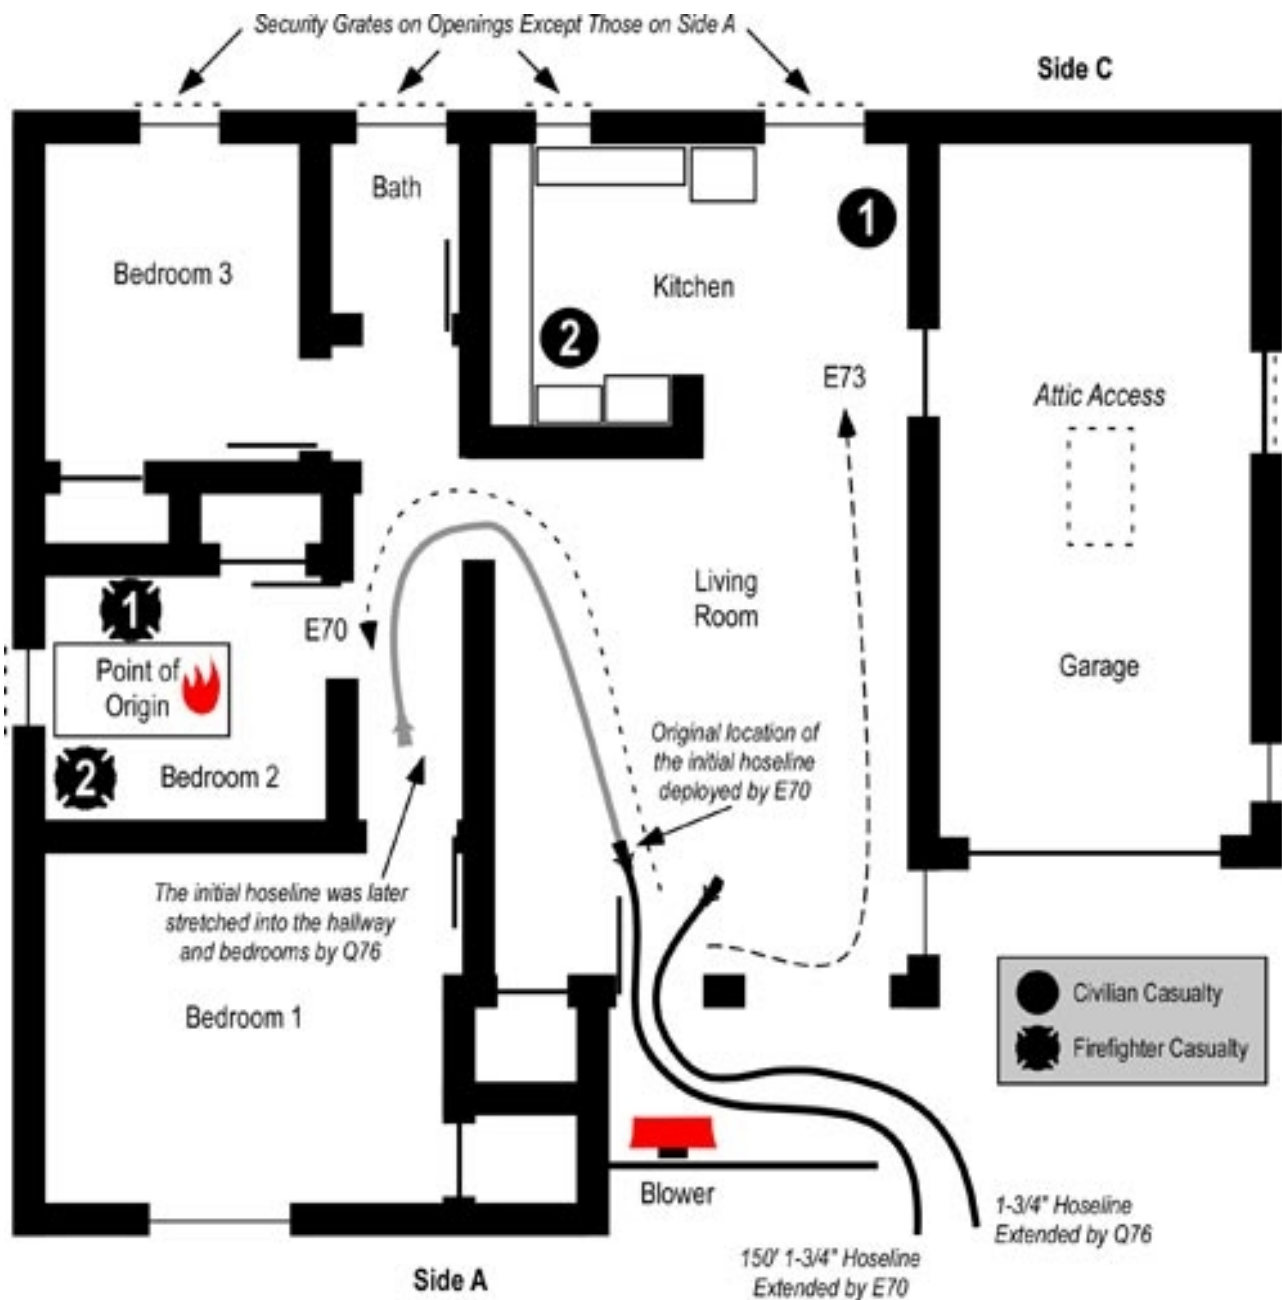 Security Grates on Openings Except Those on Side A
Side C
Bath
1
Bedroom 3
Kitchen
2
E73
Attic Access
Living
Room
1
E70
Point of
Origin
Garage
2
Bedroom 2
Original location of
the initial hoseline
deployed by E70
The initial hoseline was later
stretched into the hallway
and bedrooms by Q76
Bedroom 1
Civilian Casualty
Firefighter Casualty
Blower
1-3/4" Hoseline
Extended by Q76
150' 1-3/4" Hoseline
Extended by E70
Side A